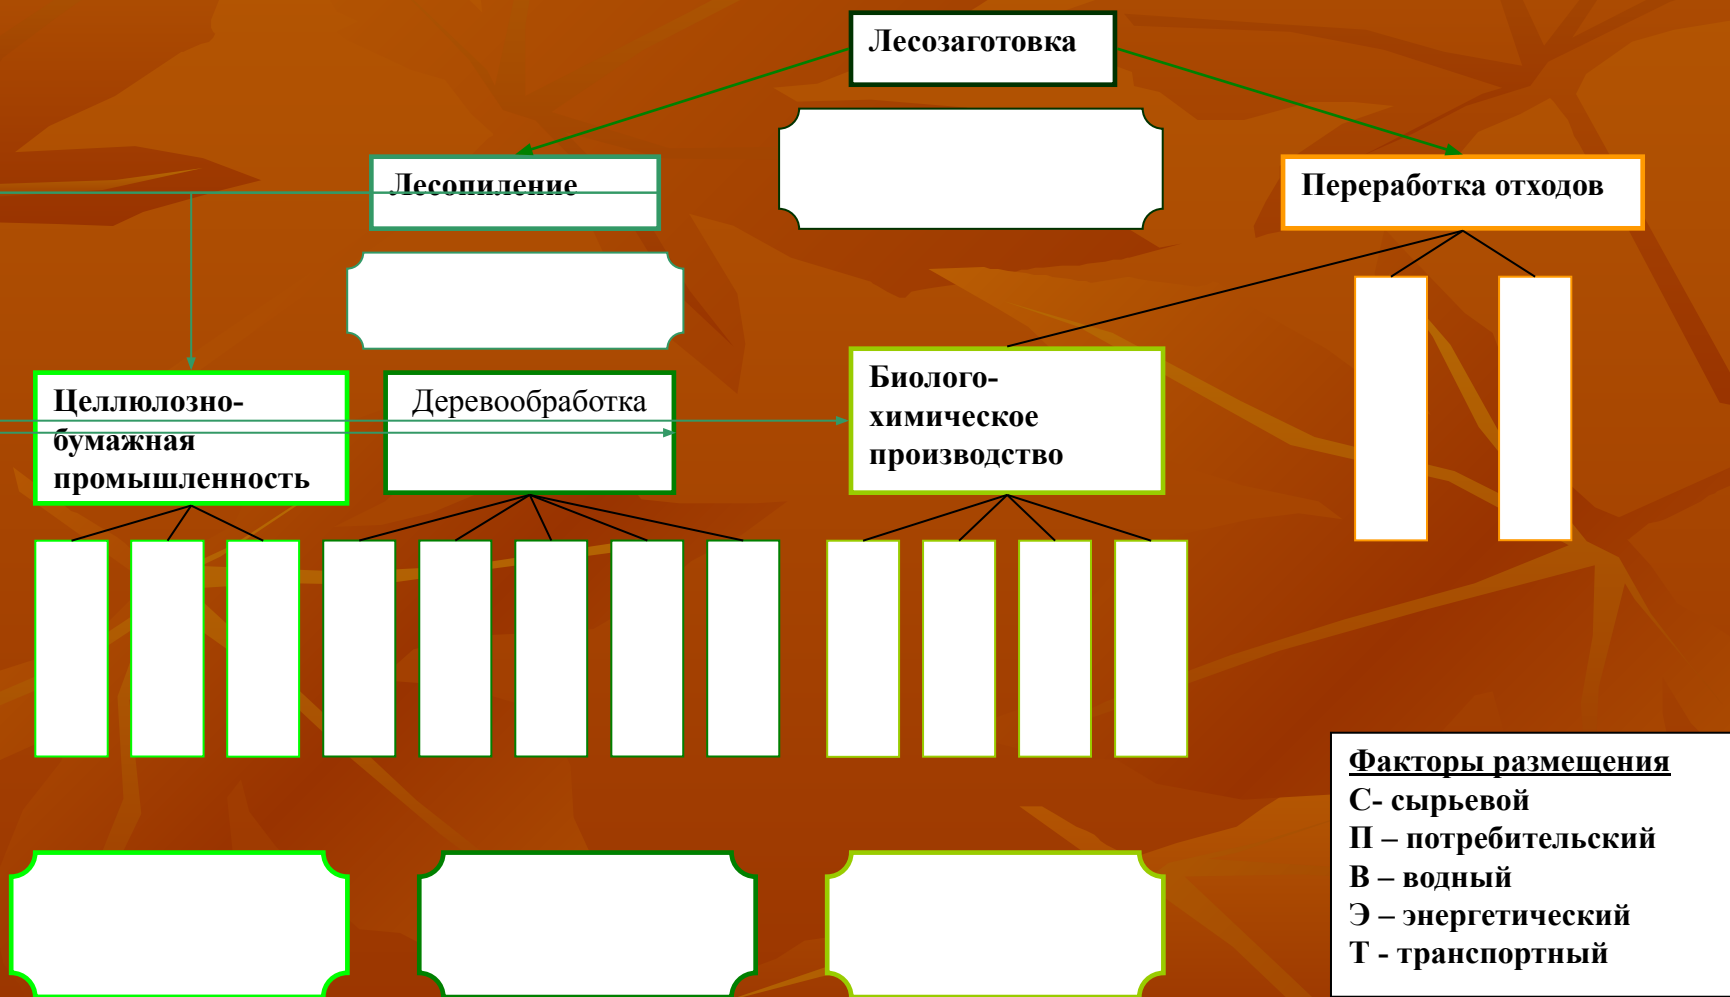 Лесозаготовка
Лесопиление
Переработка отходов
Целлюлозно-
бумажная
промышленность
Деревообработка
Биолого-
химическое
производство
Факторы размещения
С- сырьевой
П – потребительский
В – водный
Э – энергетический
Т - транспортный